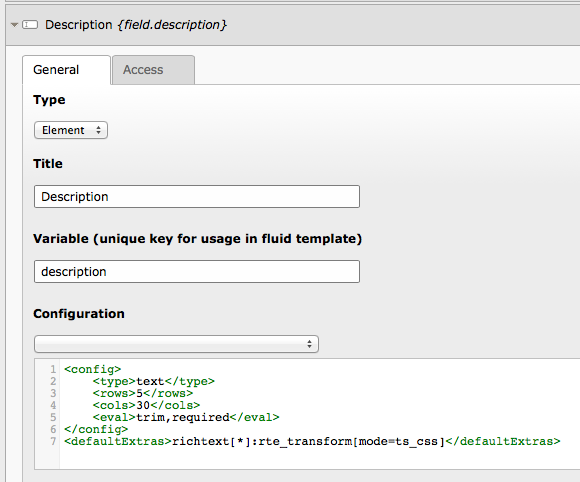 Description {field.description}
General Access
Type
Element
Title
Description
Variable (unique key for usage in fluid template)
description
Configuration
1 <config>
2 <type>text</type>
3 <rows>5</rows>
4 <cols>30</cols>
5 <eval>trim,required</eval>
6 </config>
7 <defaultExtras>richtext[*]:rte_transform[mode=ts_css]</defaultExtras>